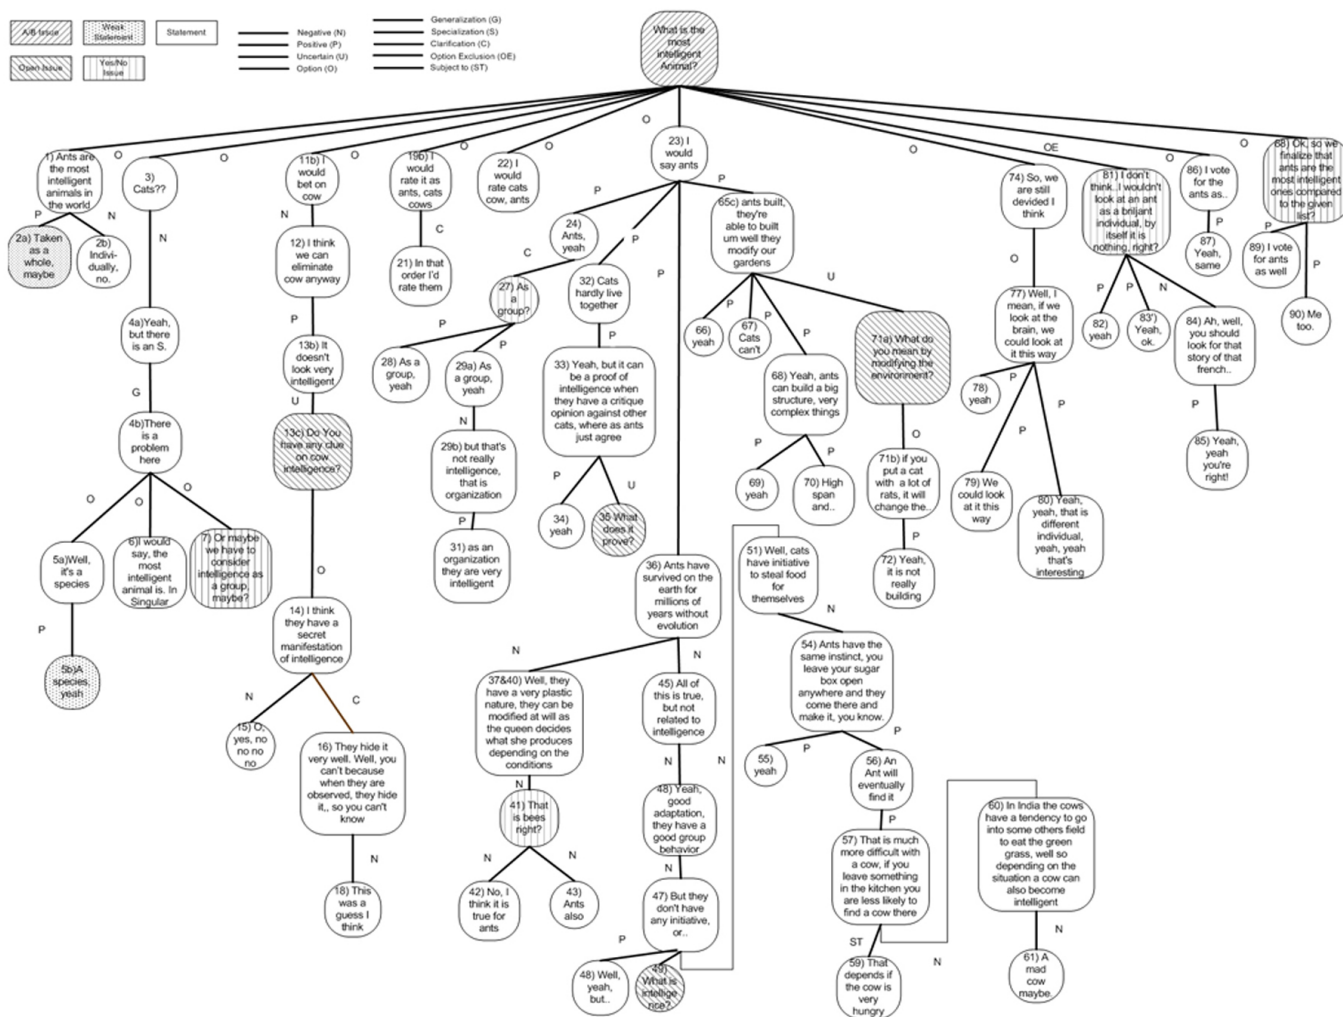 What is the
most
intelligent
Animal?
A/B Issue
Weak
Statement
Statement
Open Issue
Yes/No
Issue
Negative (N)
Positive (P)
Uncertain (U)
Option (O)
Generalization (G)
Specialization (S)
Clarification (C)
Option Exclusion (OE)
Subject to (ST)
O
O
O
O
O
O
O
OE
O
O
1) Ants are
the most
intelligent
animals in
the world
P
N
2a) Taken
as a
whole,
maybe
2b)
Indivi-
dually,
no.
3)
Cats??
N
4a)Yeah,
but there
is an S.
G
4b)There
is a
problem
here
O
O
O
5a)Well,
it's a
species
P
5b)A
species,
yeah
6)I would
say, the
most
intelligent
animal is. In
Singular
7) Or maybe
we have to
consider
intelligence as
a group,
maybe?
11b) I
would
bet on
cow
N
12) I think
we can
eliminate
cow anyway
P
13b) It
doesn't
look very
intelligent
U
13c) Do You
have any clue
on cow
intelligence?
O
14) I think
they have a
secret
manifestation
of intelligence
N
C
15) O,
yes, no
no no
no
16) They hide it
very well. Well, you
can't because
when they are
observed, they hide
it,, so you can't
know
N
18) This
was a
guess I
think
19b) I
would
rate it as
ants, cats
cows
C
21) In that
order I'd
rate them
22) I
would
rate cats
cow, ants
23) I
would
say ants
P
P
P
P
24)
Ants,
yeah
C
27) As
a
group?
P
P
28) As a
group,
yeah
29a) As
a group,
yeah
N
29b) but that's
not really
intelligence,
that is
organization
P
31) as an
organization
they are very
intelligent
32) Cats
hardly live
together
P
33) Yeah, but it can
be a proof of
intelligence when
they have a critique
opinion against other
cats, where as ants
just agree
P
U
34)
yeah
35 What
does it
prove?
36) Ants have
survived on the
earth for
millions of
years without
evolution
N
N
37&40) Well, they
have a very plastic
nature, they can be
modified at will as
the queen decides
what she produces
depending on the
conditions
N
41) That
is bees
right?
N
N
42) No, I
think it is
true for
ants
43)
Ants
also
45) All of
this is true,
but not
related to
intelligence
N
48) Yeah,
good
adaptation,
they have a
good group
behavior
N
47) But they
don't have
any initiative,
or..
P
N
48) Well,
yeah,
but..
49)
What is
intellige
nce?
51) Well, cats
have initiative
to steal food
for
themselves
N
54) Ants have the
same instinct, you
leave your sugar
box open
anywhere and they
come there and
make it, you know.
P
P
55)
yeah
56) An
Ant will
eventually
find it
P
57) That is much
more difficult with
a cow, if you
leave something
in the kitchen you
are less likely to
find a cow there
ST
N
59) That
depends if
the cow is
very
hungry
60) In India the cows
have a tendency to go
into some others field
to eat the green
grass, well so
depending on the
situation a cow can
also become
intelligent
N
61) A
mad
cow
maybe.
65c) ants built,
they're
able to built
um well they
modify our
gardens
P
P
P
U
66)
yeah
67)
Cats
can't
68) Yeah, ants
can build a big
structure, very
complex things
P
P
69)
yeah
70) High
span
and..
71a) What do
you mean by
modifying the
environment?
O
71b) if you
put a cat
with a lot of
rats, it will
change the..
P
72) Yeah,
it is not
really
building
74) So, we
are still
devided I
think
O
77) Well, I
mean, if we
look at the
brain, we
could look at
it this way
P
P
P
78)
yeah
79) We
could look
at it this
way
80) Yeah,
yeah, that is
different
individual,
yeah, yeah
that's
interesting
81) I don't
think..I wouldn't
look at an ant
as a briljant
individual, by
itself it is
nothing, right?
P
P
N
82)
yeah
83')
Yeah,
ok.
84) Ah, well,
you should
look for that
story of that
french..
P
85) Yeah,
yeah
you're
right!
86) I vote
for the
ants as..
P
87)
Yeah,
same
88) Ok, so we
finalize that
ants are the
most intelligent
ones compared
to the given
list?
P
P
89) I vote
for ants
as well
90) Me
too.